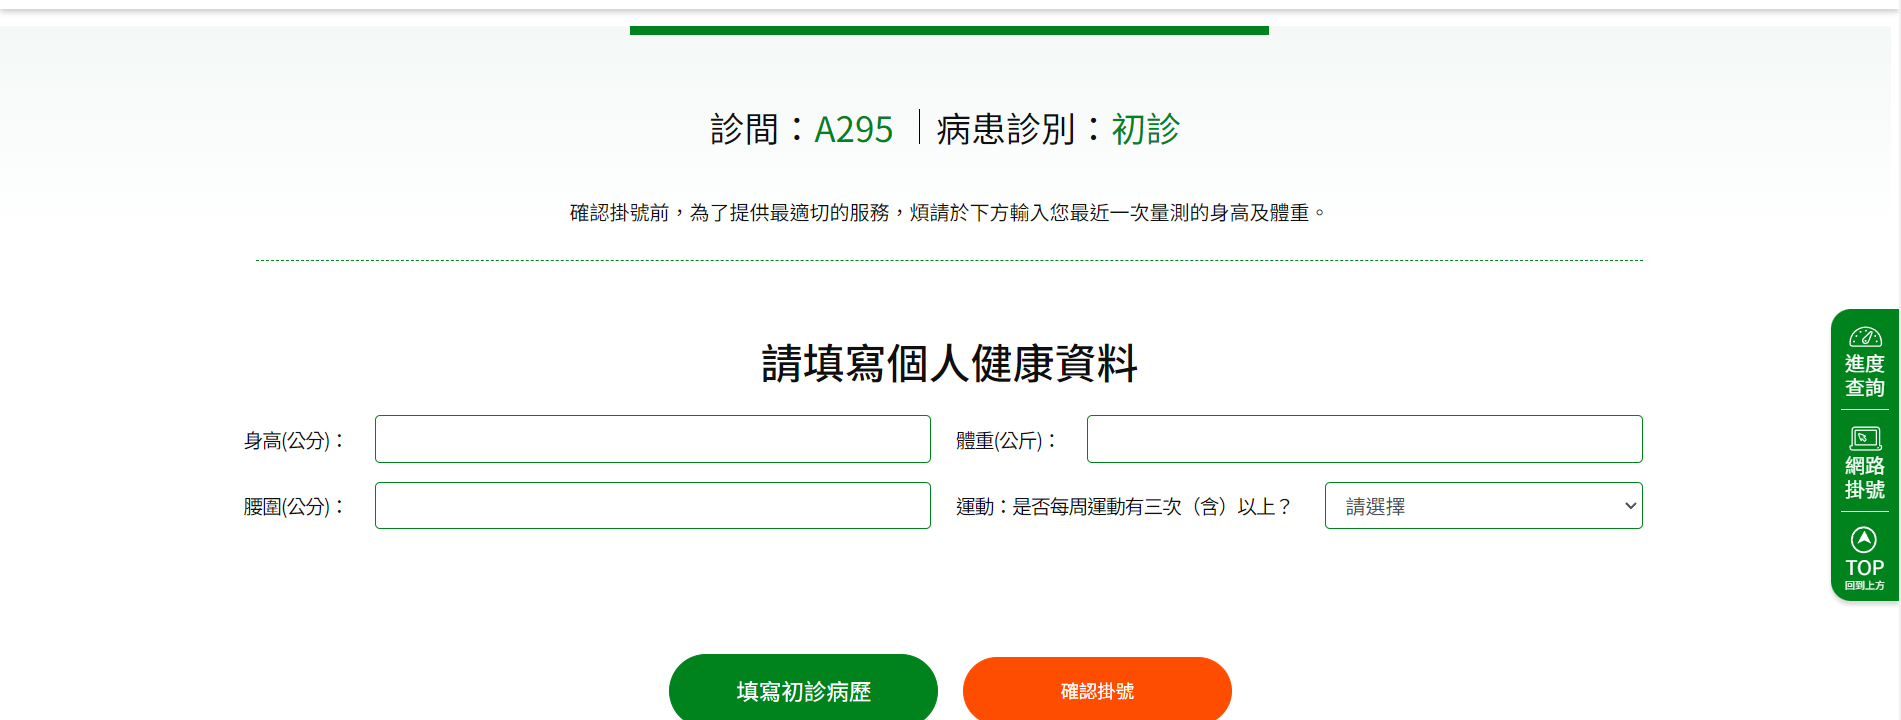 診間：A295 ｜病患診別：初診
確認掛號前，為了提供最適切的服務，煩請於下方輸入您最近一次量測的身高及體重。
請填寫個人健康資料
身高(公分)：
體重(公斤)：
腰圍(公分)：
運動：是否每周運動有三次（含）以上？ 請選擇
填寫初診病歷
確認掛號
進度
查詢
網路
掛號
TOP
回到上方